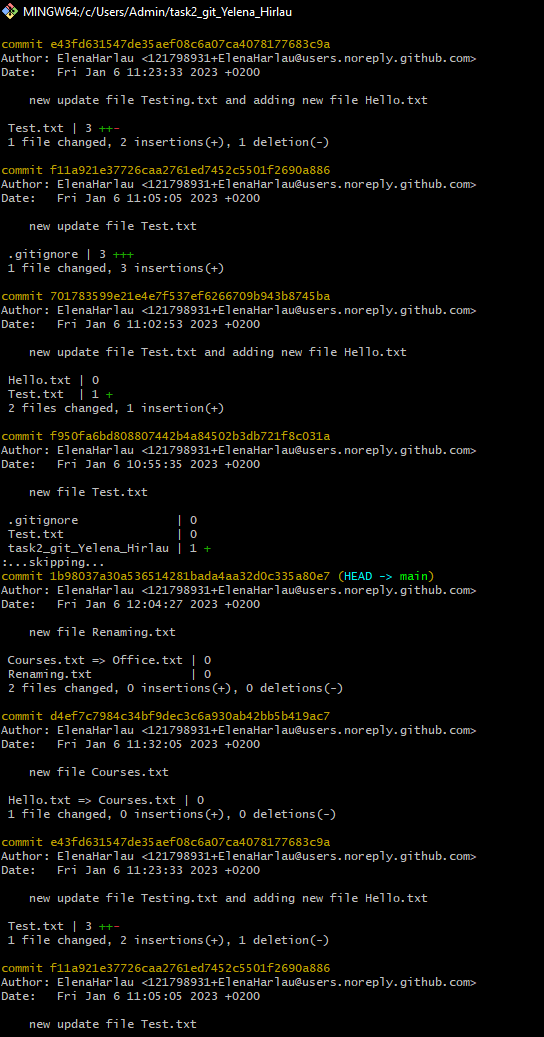 MINGW64:/c/Users/Admin/task2_git_Yelena_Hirlau
commit e43fd631547de35aef08c6a07ca4078177683c9a
Author: ElenaHarlau <121798931+ElenaHarlau@users.noreply.github.com>
Date:   Fri Jan 6 11:23:33 2023 +0200
    new update file Testing.txt and adding new file Hello.txt
 Test.txt | 3 ++-
 1 file changed, 2 insertions(+), 1 deletion(-)
commit f11a921e37726caa2761ed7452c5501f2690a886
Author: ElenaHarlau <121798931+ElenaHarlau@users.noreply.github.com>
Date:   Fri Jan 6 11:05:05 2023 +0200
    new update file Test.txt
 .gitignore | 3 +++
 1 file changed, 3 insertions(+)
commit 701783599e21e4e7f537ef6266709b943b8745ba
Author: ElenaHarlau <121798931+ElenaHarlau@users.noreply.github.com>
Date:   Fri Jan 6 11:02:53 2023 +0200
    new update file Test.txt and adding new file Hello.txt
 Hello.txt | 0
 Test.txt  | 1 +
 2 files changed, 1 insertion(+)
commit f950fa6bd808807442b4a84502b3db721f8c031a
Author: ElenaHarlau <121798931+ElenaHarlau@users.noreply.github.com>
Date:   Fri Jan 6 10:55:35 2023 +0200
    new file Test.txt
 .gitignore              | 0
 Test.txt                | 0
 task2_git_Yelena_Hirlau | 1 +
:...skipping...
commit 1b98037a30a536514281bada4aa32d0c335a80e7 (HEAD -> main)
Author: ElenaHarlau <121798931+ElenaHarlau@users.noreply.github.com>
Date:   Fri Jan 6 12:04:27 2023 +0200
    new file Renaming.txt
 Courses.txt => Office.txt | 0
 Renaming.txt              | 0
 2 files changed, 0 insertions(+), 0 deletions(-)
commit d4ef7c7984c34bf9dec3c6a930ab42bb5b419ac7
Author: ElenaHarlau <121798931+ElenaHarlau@users.noreply.github.com>
Date:   Fri Jan 6 11:32:05 2023 +0200
    new file Courses.txt
 Hello.txt => Courses.txt | 0
 1 file changed, 0 insertions(+), 0 deletions(-)
commit e43fd631547de35aef08c6a07ca4078177683c9a
Author: ElenaHarlau <121798931+ElenaHarlau@users.noreply.github.com>
Date:   Fri Jan 6 11:23:33 2023 +0200
    new update file Testing.txt and adding new file Hello.txt
 Test.txt | 3 ++-
 1 file changed, 2 insertions(+), 1 deletion(-)
commit f11a921e37726caa2761ed7452c5501f2690a886
Author: ElenaHarlau <121798931+ElenaHarlau@users.noreply.github.com>
Date:   Fri Jan 6 11:05:05 2023 +0200
    new update file Test.txt